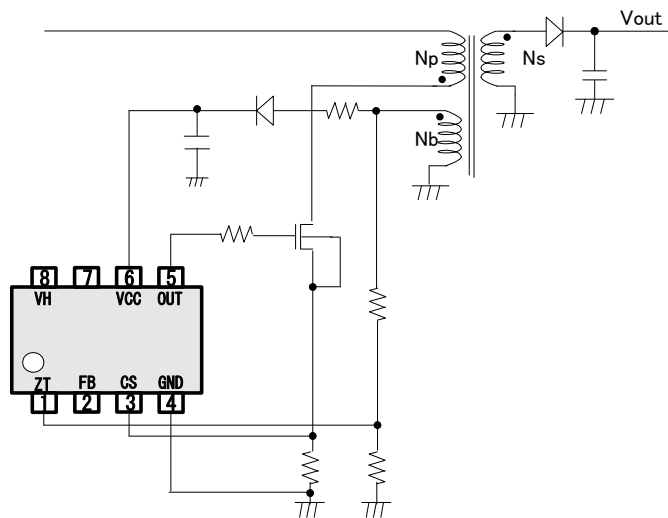 Vout
Np
Ns
Nb
8 7 6 5
VH VCC OUT
ZT FB CS GND
1 2 3 4